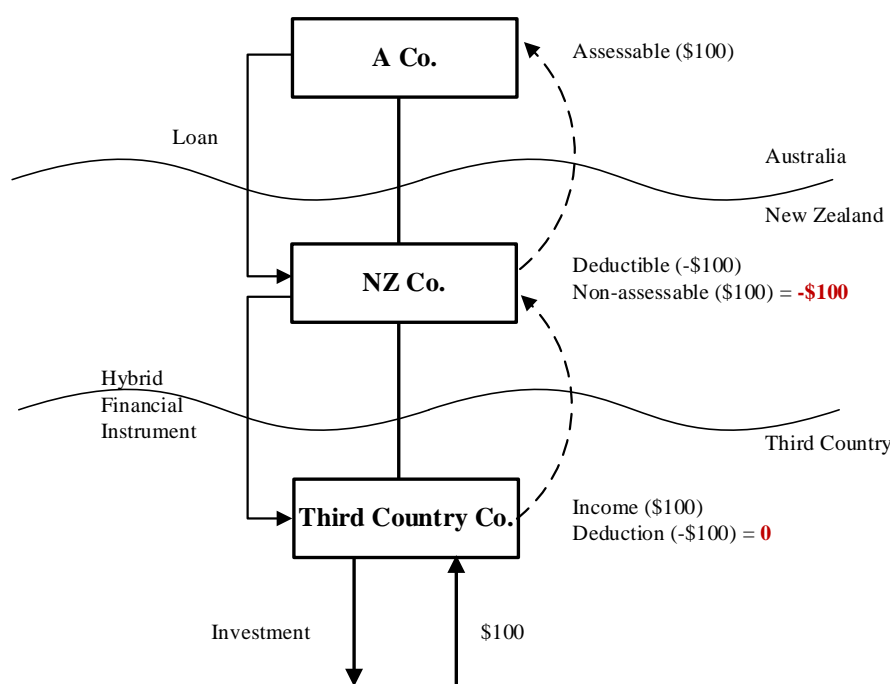 A Co.
Assessable ($100)
Loan
Australia
New Zealand
NZ Co.
Deductible (-$100)
Non-assessable ($100) = -$100
Hybrid
Financial
Instrument
Third Country
Third Country Co.
Income ($100)
Deduction (-$100) = 0
Investment
$100